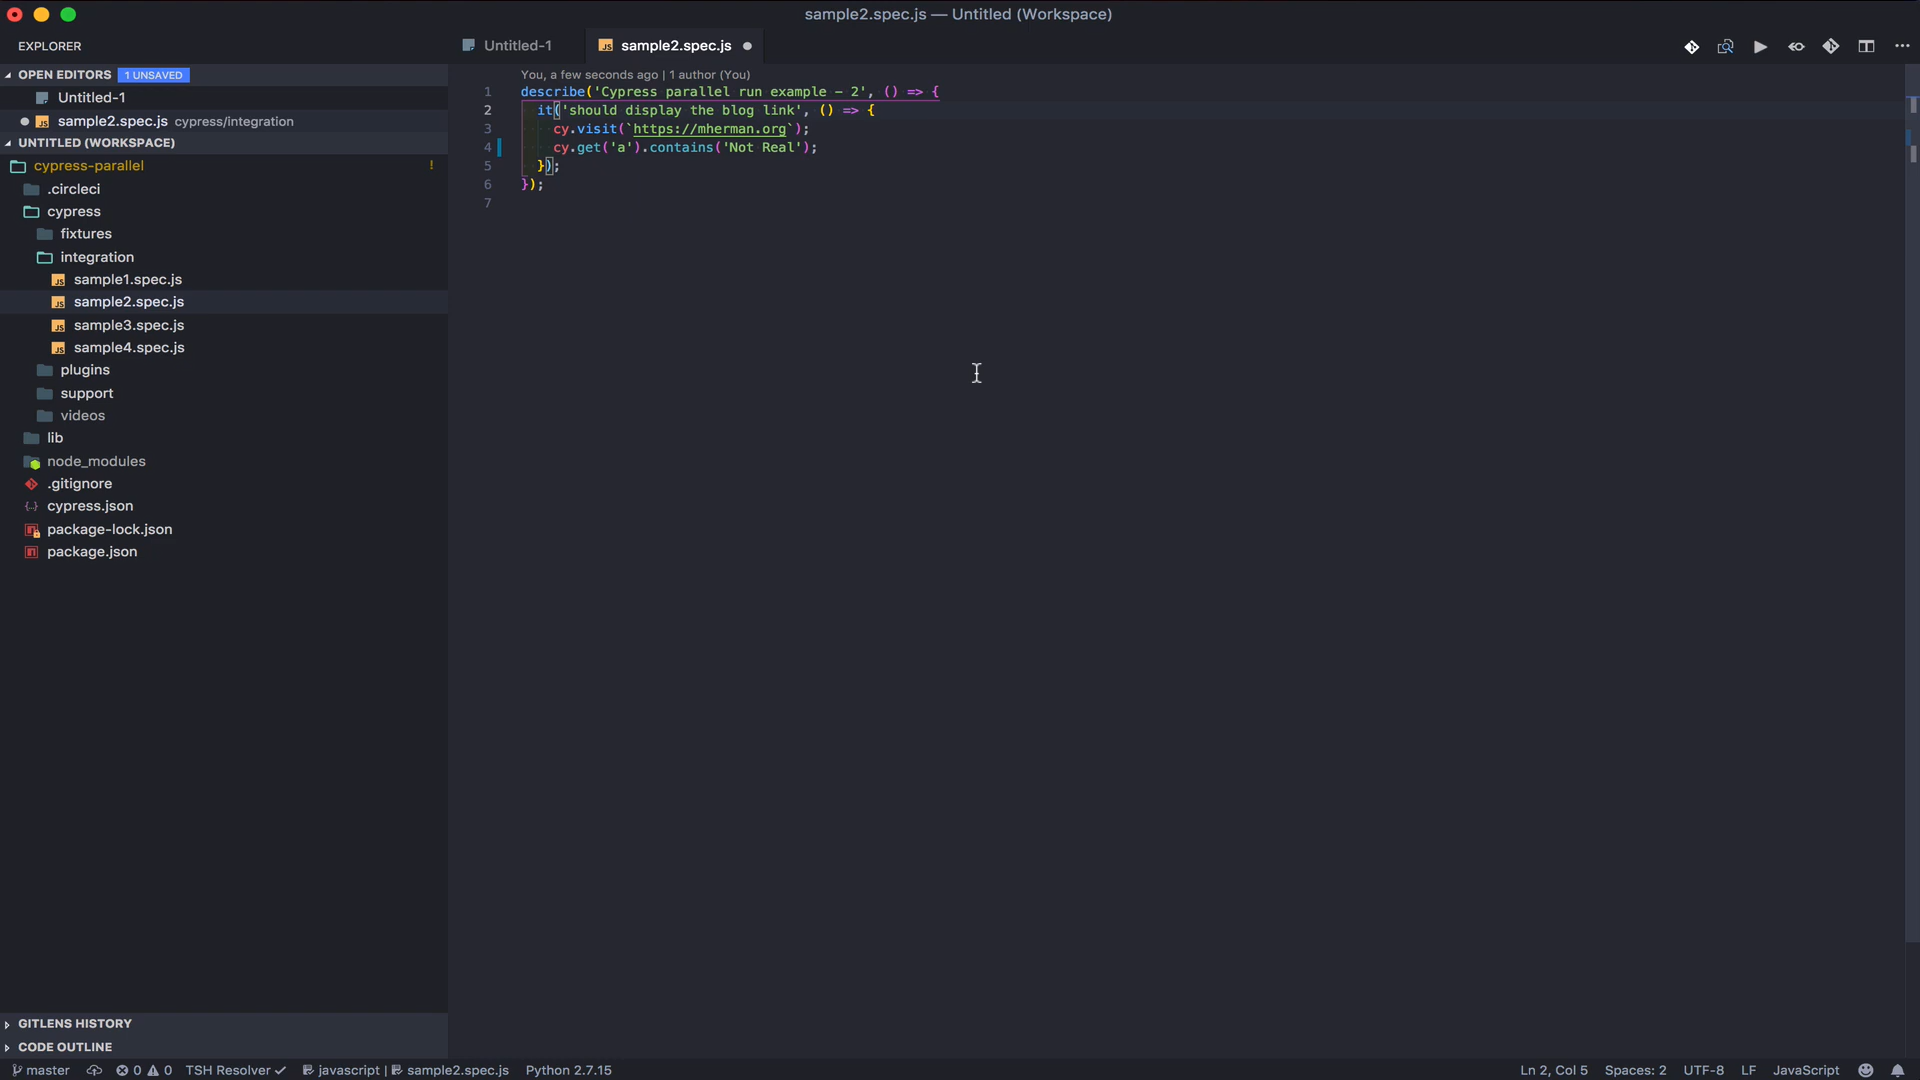 sample2.spec.js — Untitled (Workspace)
EXPLORER
OPEN EDITORS 1 UNSAVED
Untitled-1
sample2.spec.js cypress/integration
UNTITLED (WORKSPACE)
cypress-parallel !
.circleci
cypress
fixtures
integration
sample1.spec.js
sample2.spec.js
sample3.spec.js
sample4.spec.js
plugins
support
videos
lib
node_modules
.gitignore
cypress.json
package-lock.json
package.json
GITLENS HISTORY
CODE OUTLINE
Untitled-1 sample2.spec.js
You, a few seconds ago | 1 author (You)
1 describe('Cypress parallel run example - 2', () => {
2 it('should display the blog link', () => {
3 cy.visit(`https://mherman.org`);
4 cy.get('a').contains('Not Real');
5 });
6 });
7
master 0 0 TSH Resolver ✓ javascript | sample2.spec.js Python 2.7.15 Ln 2, Col 5 Spaces: 2 UTF-8 LF JavaScript